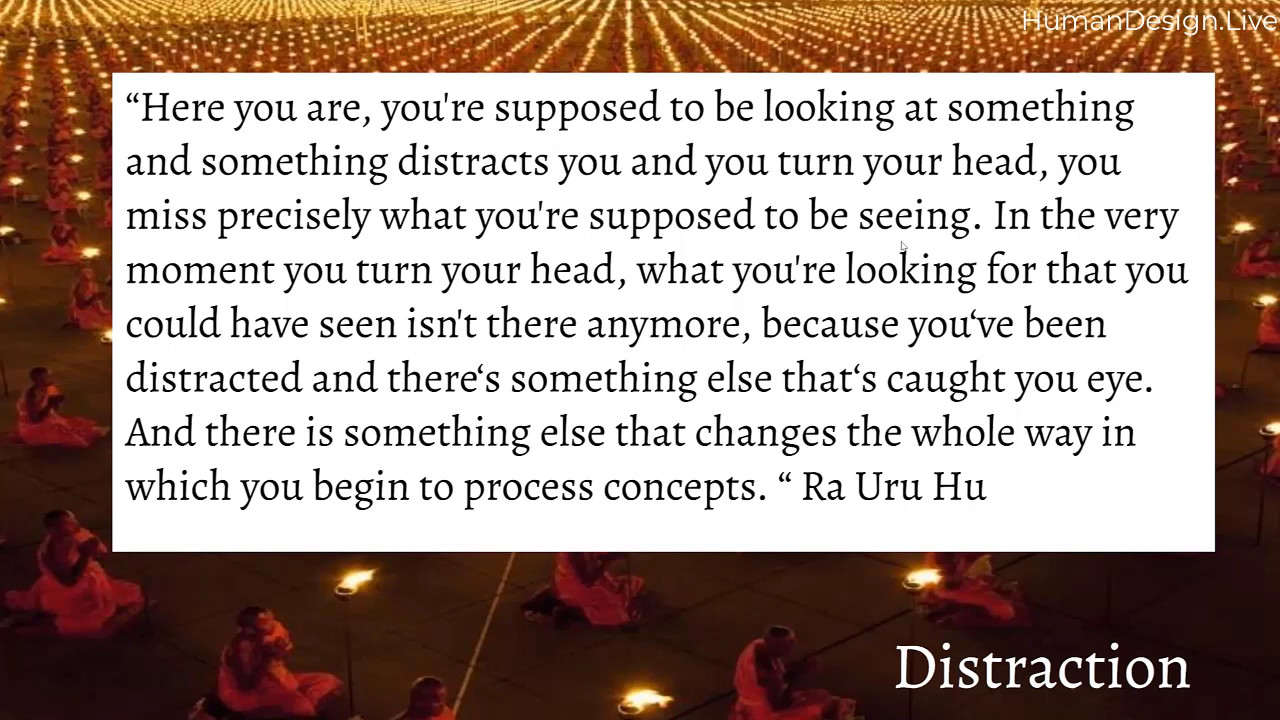 HumanDesign.Live
“Here you are, you're supposed to be looking at something
and something distracts you and you turn your head, you
miss precisely what you're supposed to be seeing. In the very
moment you turn your head, what you're looking for that you
could have seen isn't there anymore, because you‘ve been
distracted and there‘s something else that‘s caught you eye.
And there is something else that changes the whole way in
which you begin to process concepts. “ Ra Uru Hu
Distraction